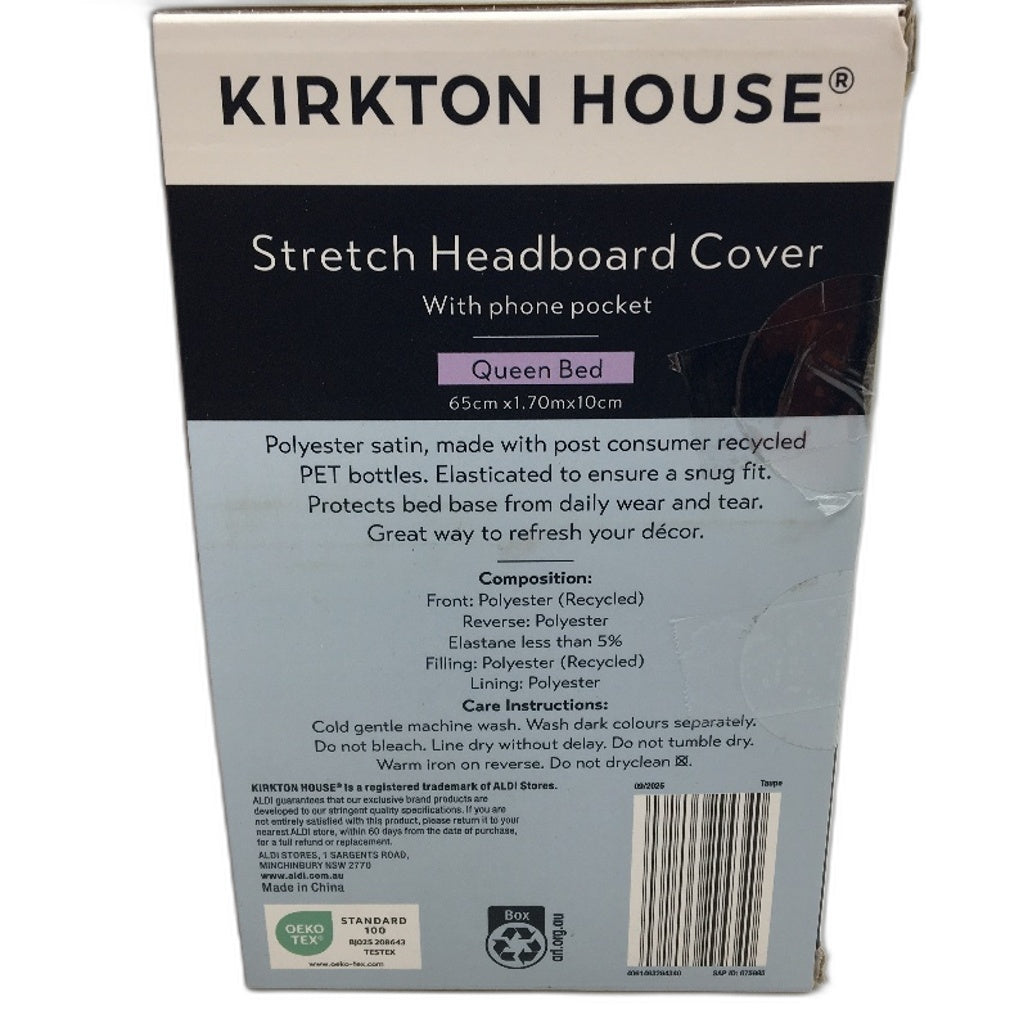 KIRKTON HOUSE®
Stretch Headboard Cover
With phone pocket
Queen Bed
65cm x1.70mx10cm
Polyester satin, made with post consumer recycled
PET bottles. Elasticated to ensure a snug fit.
Protects bed base from daily wear and tear.
Great way to refresh your décor.
Composition:
Front: Polyester (Recycled)
Reverse: Polyester
Elastane less than 5%
Filling: Polyester (Recycled)
Lining: Polyester
Care Instructions:
Cold gentle machine wash. Wash dark colours separately.
Do not bleach. Line dry without delay. Do not tumble dry.
Warm iron on reverse. Do not dryclean ☒.
KIRKTON HOUSE® is a registered trademark of ALDI Stores.
ALDI guarantees that our exclusive brand products are
developed to our stringent quality specifications. If you are
not entirely satisfied with this product, please return it to your
nearest ALDI store, within 60 days from the date of purchase,
for a full refund or replacement.
ALDI STORES, 1 SARGENTS ROAD,
MINCHINBURY NSW 2770
www.aldi.com.au
Made in China
09/2025
Taupe
OEKO
TEX®
STANDARD
100
BJ025 208643
TESTEX
www.oeko-tex.com
Box
arl.org.au
SAP ID: